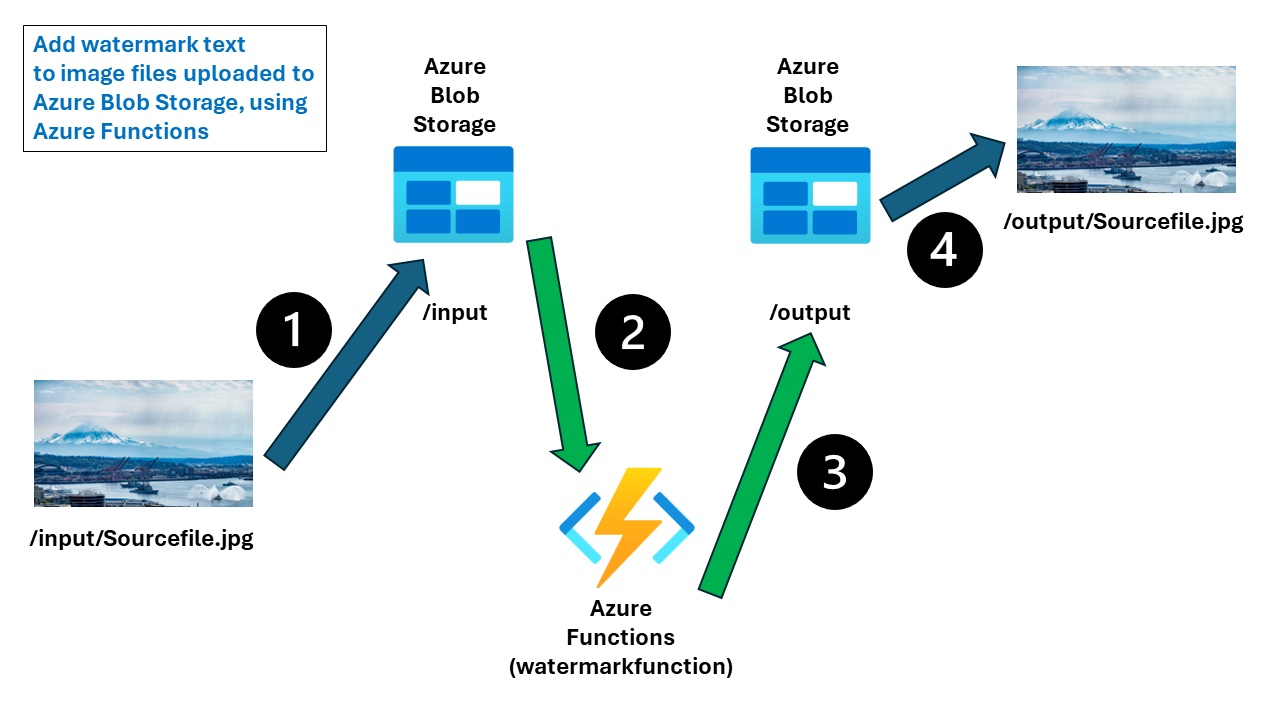 Add watermark text
to image files uploaded to
Azure Blob Storage, using
Azure Functions
Azure
Blob
Storage
Azure
Blob
Storage
/output/Sourcefile.jpg
4
/input
/output
1
2
3
/input/Sourcefile.jpg
Azure
Functions
(watermarkfunction)